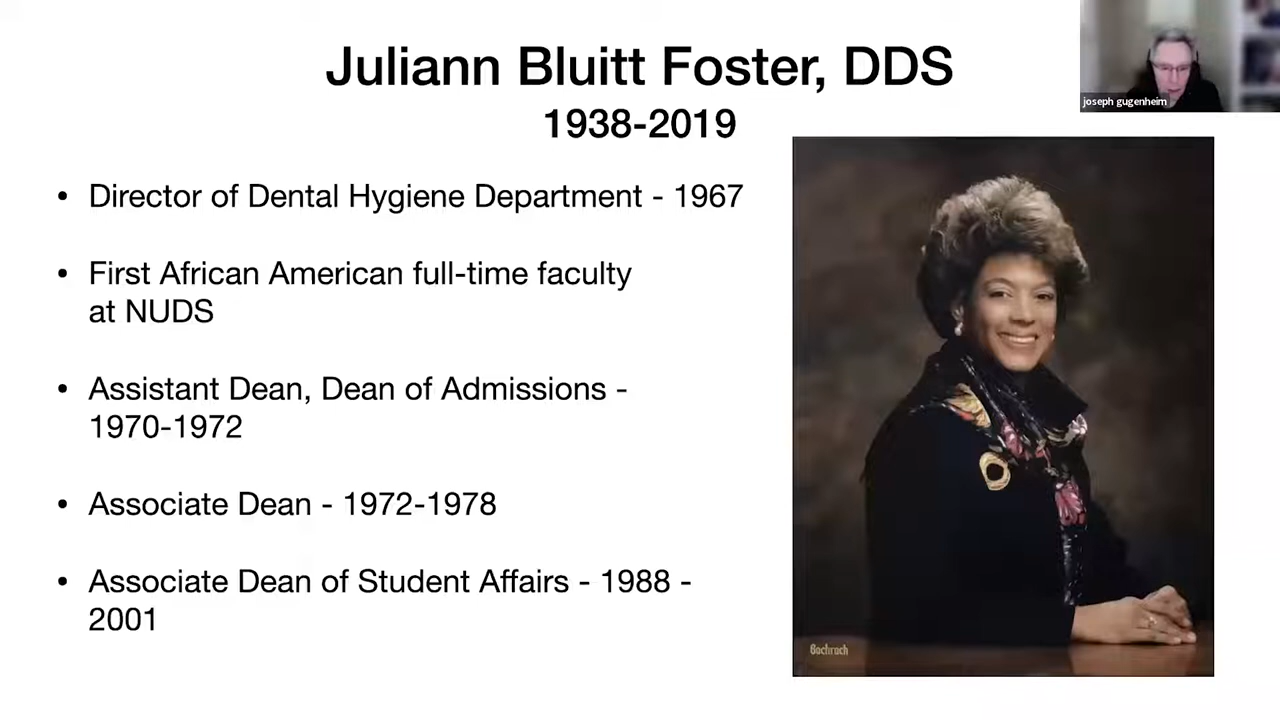 Juliann Bluitt Foster, DDS
1938-2019
joseph gugenheim
• Director of Dental Hygiene Department - 1967
• First African American full-time faculty
at NUDS
• Assistant Dean, Dean of Admissions -
1970-1972
• Associate Dean - 1972-1978
• Associate Dean of Student Affairs - 1988 -
2001
Bachrach